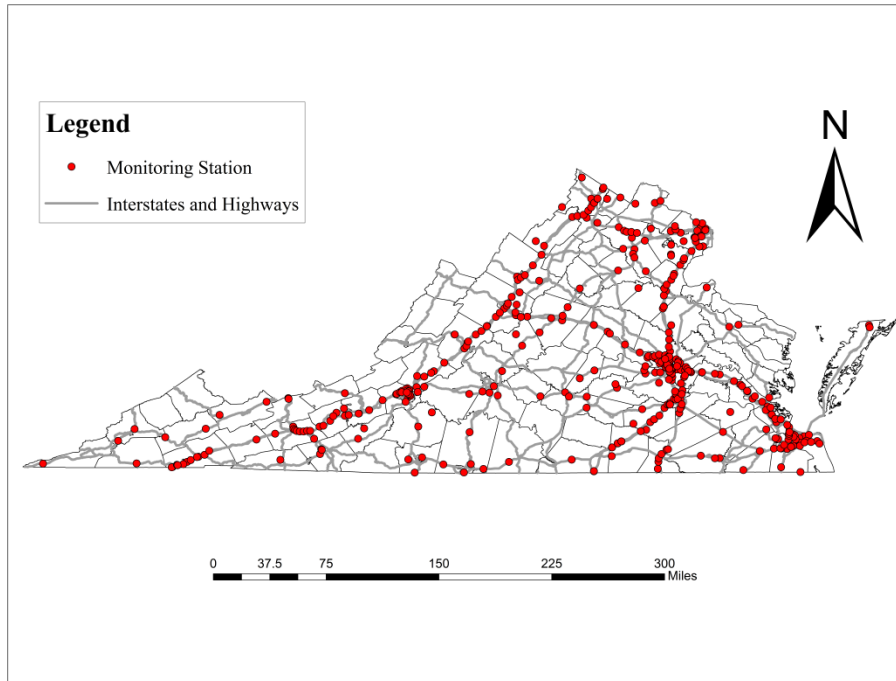 Legend
Monitoring Station
Interstates and Highways
N
0 37.5 75 150 225 300
Miles